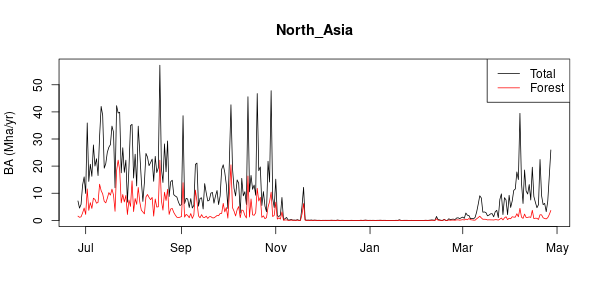 North_Asia
BA (Mha/yr)
50
40
30
20
10
0
Total
Forest
Jul
Sep
Nov
Jan
Mar
May